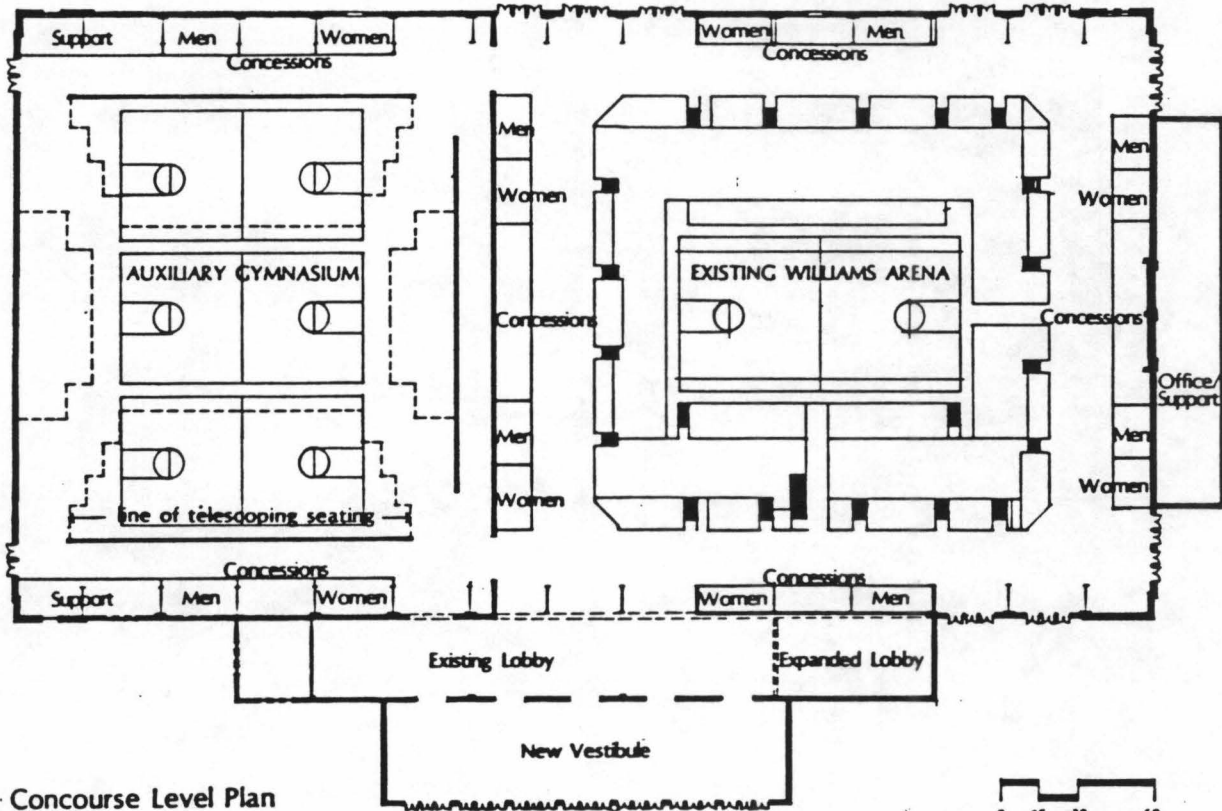 Support Men Women Women Men
Concessions Concessions
Men Men
Women Women
AUXILIARY GYMNASIUM EXISTING WILLIAMS ARENA
Concessions Concessions
Office/
Support
Men Men
Women Women
line of telescoping seating
Concessions Concessions
Support Men Women Women Men
Existing Lobby Expanded Lobby
New Vestibule
Concourse Level Plan